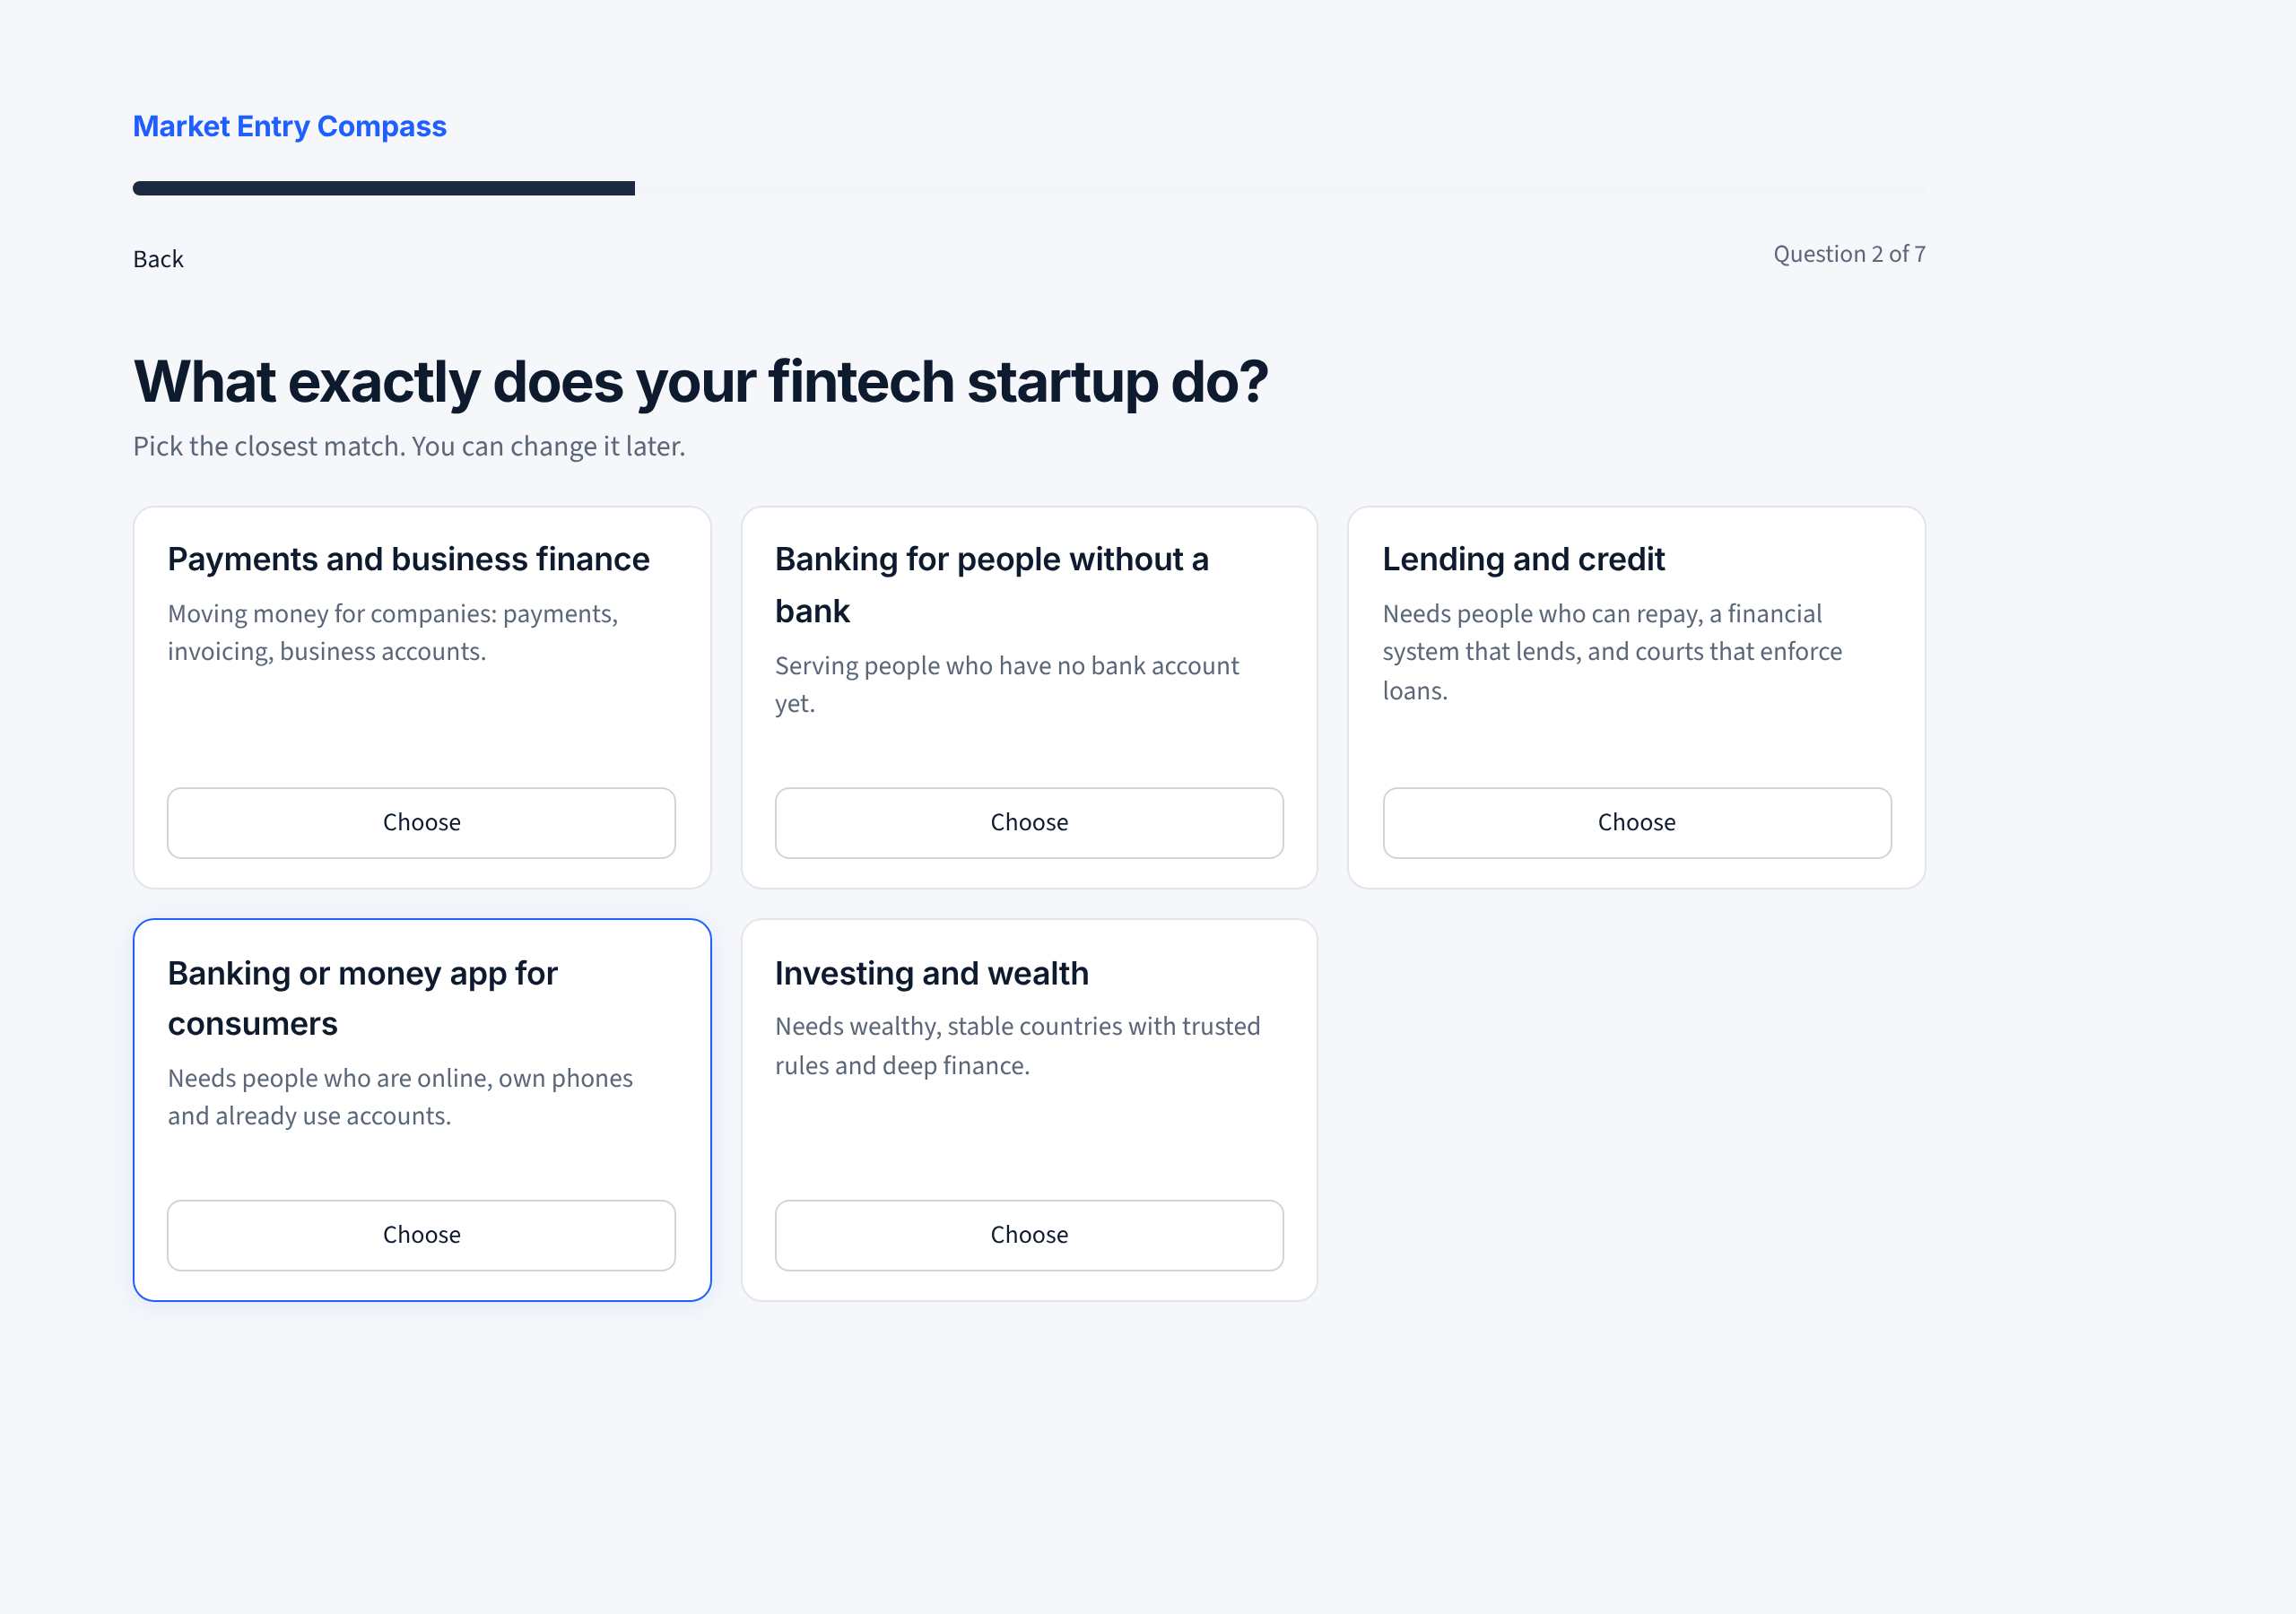 Market Entry Compass
Back
Question 2 of 7
What exactly does your fintech startup do?
Pick the closest match. You can change it later.
Payments and business finance
Moving money for companies: payments,
invoicing, business accounts.
Choose
Banking for people without a
bank
Serving people who have no bank account
yet.
Choose
Lending and credit
Needs people who can repay, a financial
system that lends, and courts that enforce
loans.
Choose
Banking or money app for
consumers
Needs people who are online, own phones
and already use accounts.
Choose
Investing and wealth
Needs wealthy, stable countries with trusted
rules and deep finance.
Choose